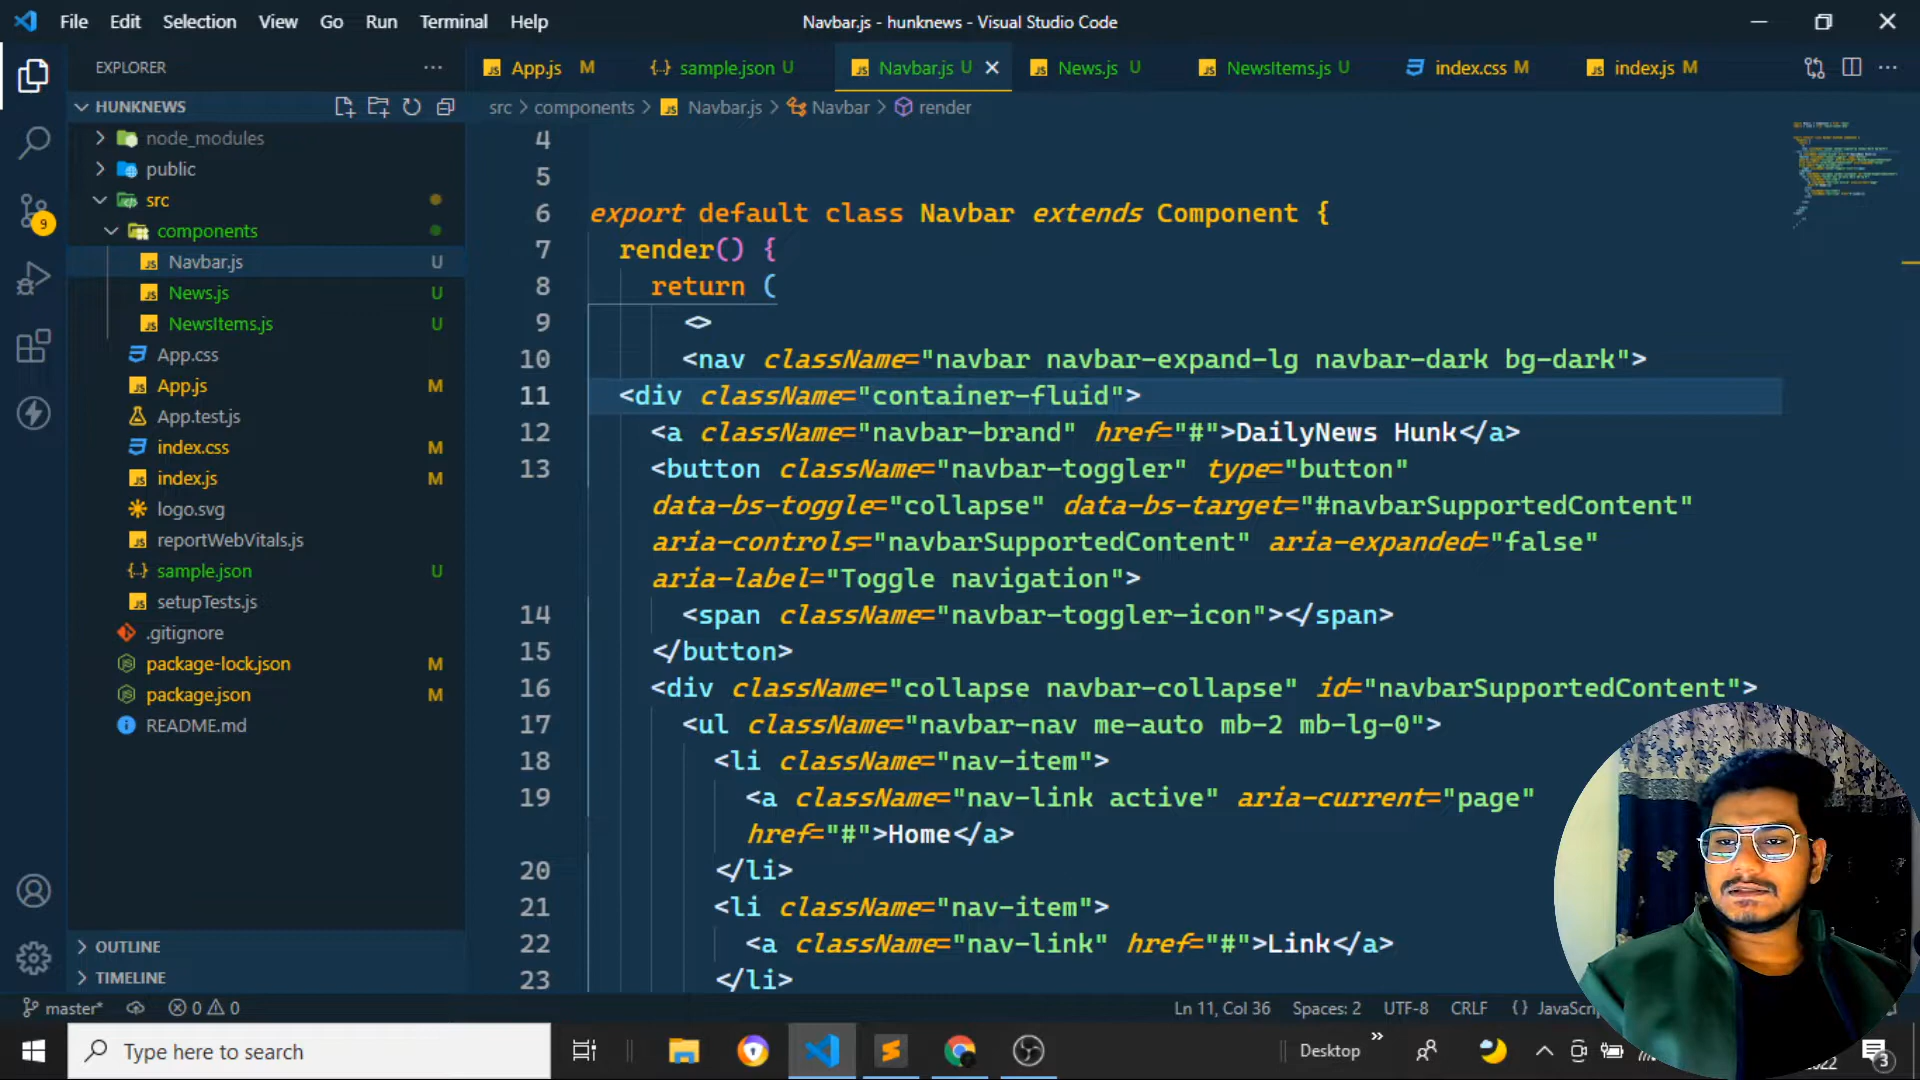 File Edit Selection View Go Run Terminal Help
Navbar.js - hunknews - Visual Studio Code
EXPLORER
App.js M
sample.json U
Navbar.js U
News.js U
NewsItems.js U
index.css M
index.js M
HUNKNEWS
node_modules
public
src
components
Navbar.js U
News.js U
NewsItems.js U
App.css
App.js M
App.test.js
index.css M
index.js M
logo.svg
reportWebVitals.js
sample.json U
setupTests.js
.gitignore
package-lock.json M
package.json M
README.md
OUTLINE
TIMELINE
9
src > components > Navbar.js > Navbar > render
4
5
6 export default class Navbar extends Component {
7 render() {
8 return (
9 <>
10 <nav className="navbar navbar-expand-lg navbar-dark bg-dark">
11 <div className="container-fluid">
12 <a className="navbar-brand" href="#">DailyNews Hunk</a>
13 <button className="navbar-toggler" type="button"
data-bs-toggle="collapse" data-bs-target="#navbarSupportedContent"
aria-controls="navbarSupportedContent" aria-expanded="false"
aria-label="Toggle navigation">
14 <span className="navbar-toggler-icon"></span>
15 </button>
16 <div className="collapse navbar-collapse" id="navbarSupportedContent">
17 <ul className="navbar-nav me-auto mb-2 mb-lg-0">
18 <li className="nav-item">
19 <a className="nav-link active" aria-current="page"
href="#">Home</a>
20 </li>
21 <li className="nav-item">
22 <a className="nav-link" href="#">Link</a>
23 </li>
master* 0 0
Ln 11, Col 36 Spaces: 2 UTF-8 CRLF {}
Type here to search
Desktop
3